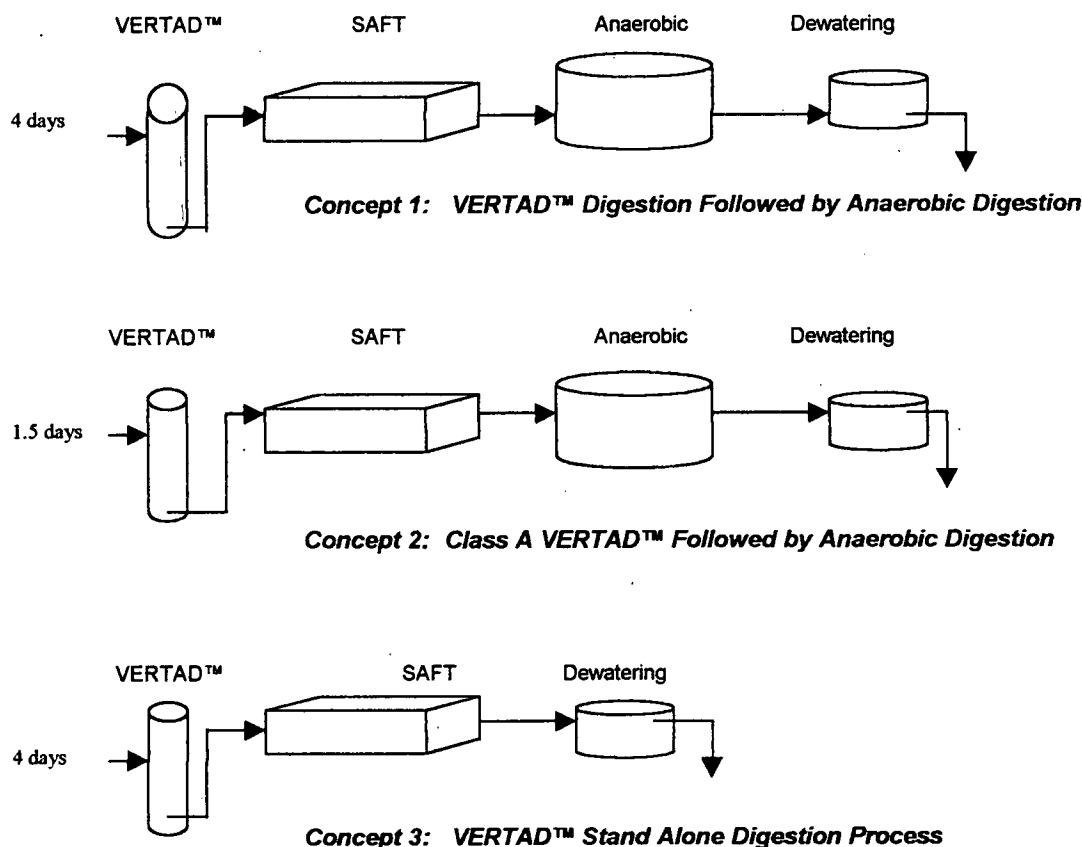 VERTAD™ SAFT Anaerobic Dewatering
4 days
Concept 1: VERTAD™ Digestion Followed by Anaerobic Digestion
VERTAD™ SAFT Anaerobic Dewatering
1.5 days
Concept 2: Class A VERTAD™ Followed by Anaerobic Digestion
VERTAD™ SAFT Dewatering
4 days
Concept 3: VERTAD™ Stand Alone Digestion Process